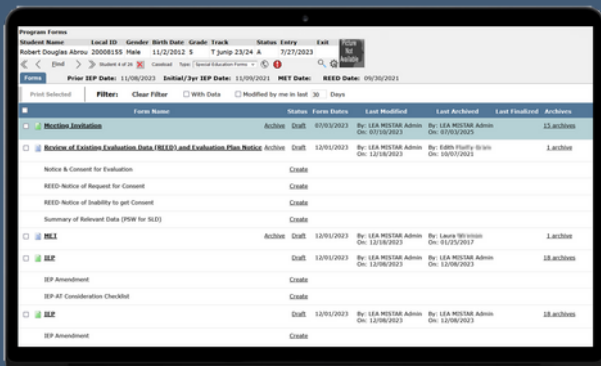 Program Forms
Student Name Local ID Gender Birth Date Grade Track Status Entry Exit
Robert Douglas Abrou 20008155 Male 11/2/2012 5 T junip 23/24 A 7/27/2023
Picture Not Available
Find Student 4 of 26 Caseload Type: Special Education Forms
Forms Prior IEP Date: 11/08/2023 Initial/3yr IEP Date: 11/09/2021 MET Date: REED Date: 09/30/2021
Print Selected Filter: Clear Filter With Data Modified by me in last 30 Days
Form Name Status Form Dates Last Modified Last Archived Last Finalized Archives
Meeting Invitation Archive Draft 07/03/2023 By: LEA MISTAR Admin By: LEA MISTAR Admin 15 archives
On: 07/10/2023 On: 07/03/2025
Review of Existing Evaluation Data (REED) and Evaluation Plan Notice Archive Draft 12/01/2023 By: LEA MISTAR Admin By: Edith 1 archive
On: 12/18/2023 On: 10/07/2021
Notice & Consent for Evaluation Create
REED-Notice of Request for Consent Create
REED-Notice of Inability to get Consent Create
Summary of Relevant Data (PSW for SLD) Create
MET Archive Draft 12/01/2023 By: LEA MISTAR Admin By: Laura 1 archive
On: 12/18/2023 On: 01/25/2017
IEP Draft 12/01/2023 By: LEA MISTAR Admin By: LEA MISTAR Admin 18 archives
On: 12/08/2023 On: 12/08/2023
IEP Amendment Create
IEP-AT Consideration Checklist Create
IEP Draft 12/01/2023 By: LEA MISTAR Admin By: LEA MISTAR Admin 18 archives
On: 12/08/2023 On: 12/08/2023
IEP Amendment Create